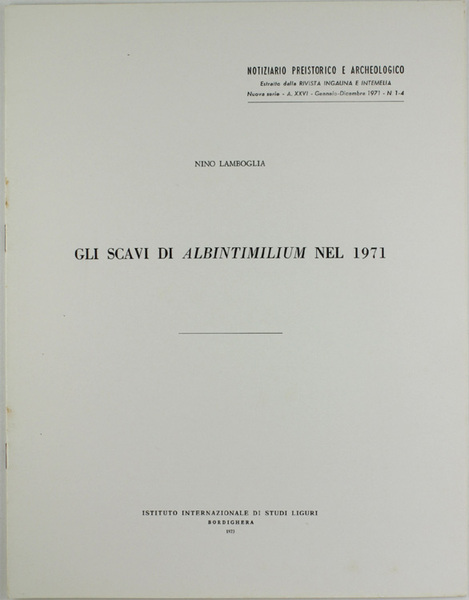 NOTIZIARIO PREISTORICO E ARCHEOLOGICO
Estratto dalla RIVISTA INGAUNA E INTEMELIA
Nuova serie - A. XXVI - Gennaio-Dicembre 1971 - N. 1-4
NINO LAMBOGLIA
GLI SCAVI DI ALBINTIMILIUM NEL 1971
ISTITUTO INTERNAZIONALE DI STUDI LIGURI
BORDIGHERA